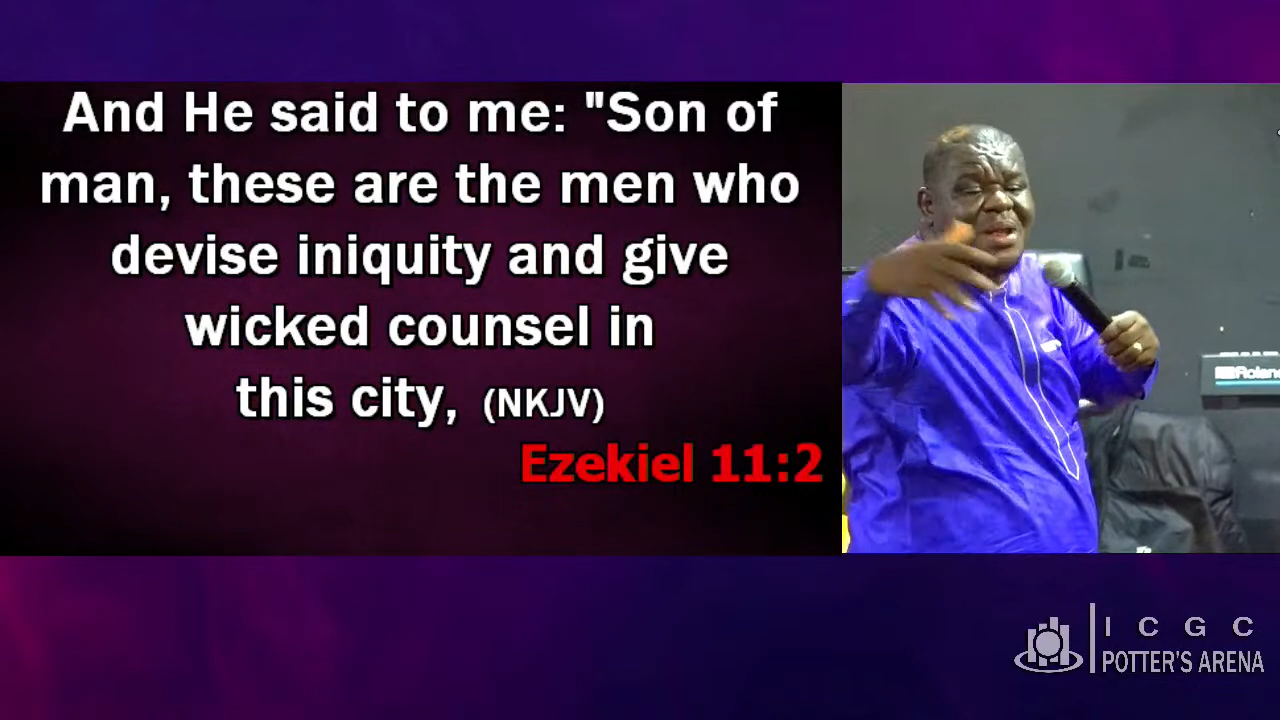 And He said to me: "Son of
man, these are the men who
devise iniquity and give
wicked counsel in
this city, (NKJV)
Ezekiel 11:2
Roland
I C G C
POTTER'S ARENA